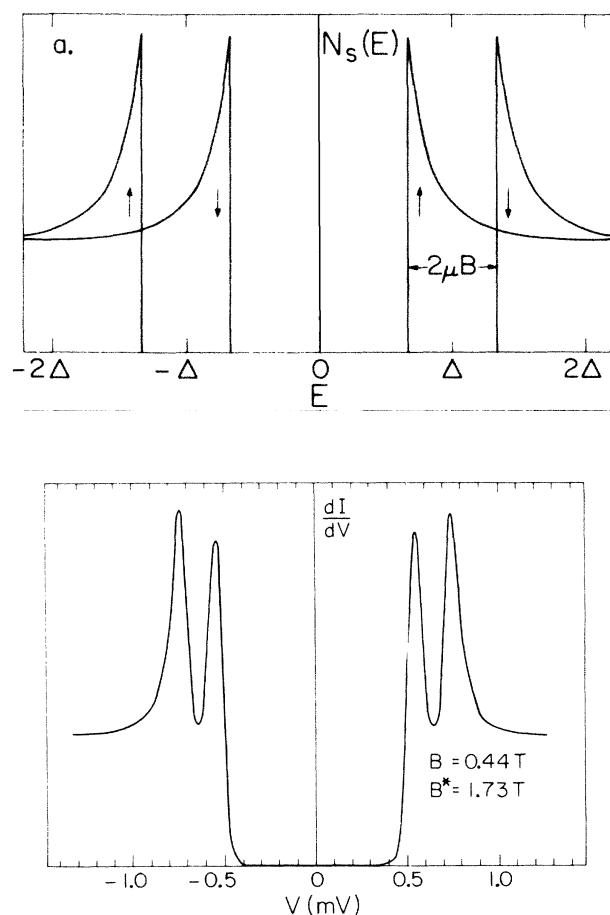 a.
N_s(E)
↑ ↓ ↑ ↓
2μB
-2Δ -Δ 0 Δ 2Δ
E
dI/dV
B = 0.44 T
B* = 1.73 T
-1.0 -0.5 0 0.5 1.0
V (mV)